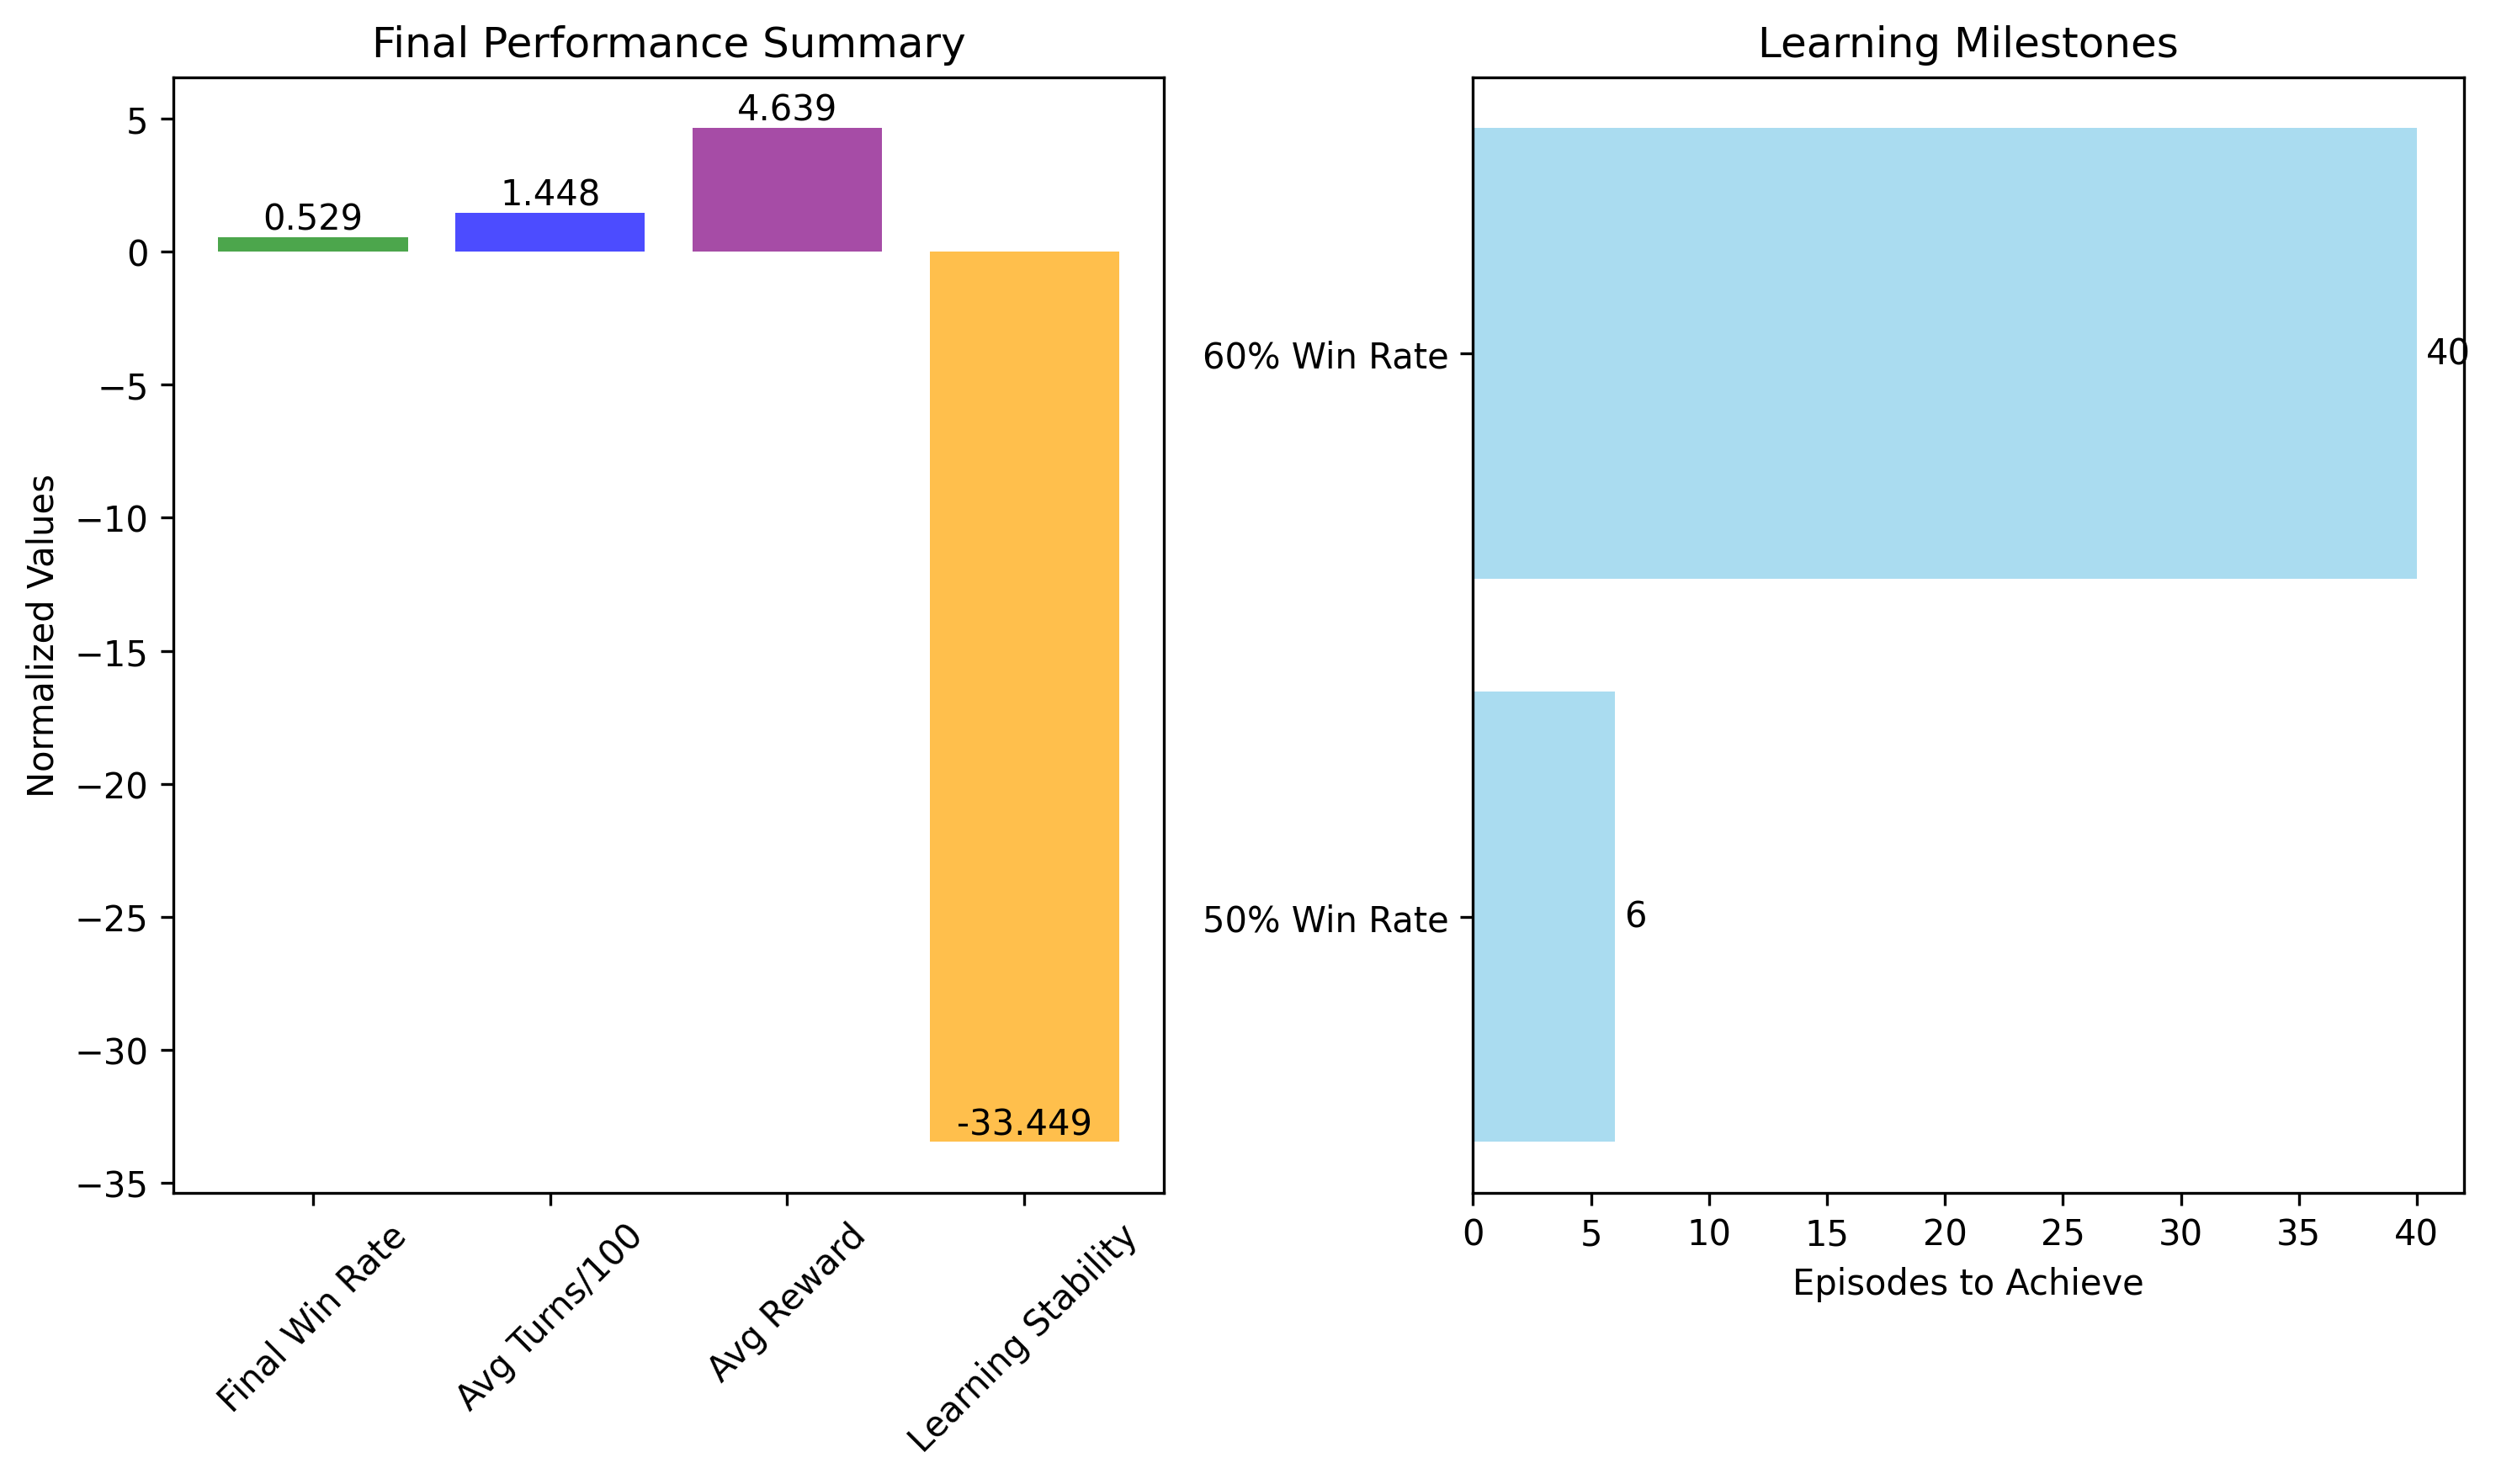 Final Performance Summary
Normalized Values
5
0
−5
−10
−15
−20
−25
−30
−35
0.529
1.448
4.639
-33.449
Final Win Rate
Avg Turns/100
Avg Reward
Learning Stability
Learning Milestones
60% Win Rate
50% Win Rate
40
6
0 5 10 15 20 25 30 35 40
Episodes to Achieve